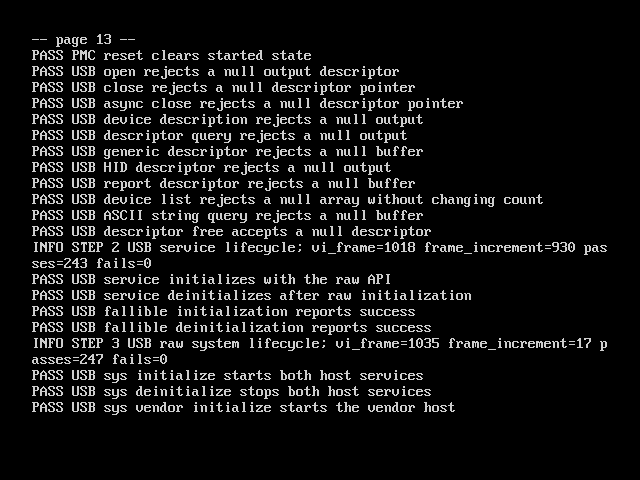 -- page 13 --
PASS PMC reset clears started state
PASS USB open rejects a null output descriptor
PASS USB close rejects a null descriptor pointer
PASS USB async close rejects a null descriptor pointer
PASS USB device description rejects a null output
PASS USB descriptor query rejects a null output
PASS USB generic descriptor rejects a null buffer
PASS USB HID descriptor rejects a null output
PASS USB report descriptor rejects a null buffer
PASS USB device list rejects a null array without changing count
PASS USB ASCII string query rejects a null buffer
PASS USB descriptor free accepts a null descriptor
INFO STEP 2 USB service lifecycle; vi_frame=1018 frame_increment=930 pas
ses=243 fails=0
PASS USB service initializes with the raw API
PASS USB service deinitializes after raw initialization
PASS USB fallible initialization reports success
PASS USB fallible deinitialization reports success
INFO STEP 3 USB raw system lifecycle; vi_frame=1035 frame_increment=17 p
asses=247 fails=0
PASS USB sys initialize starts both host services
PASS USB sys deinitialize stops both host services
PASS USB sys vendor initialize starts the vendor host